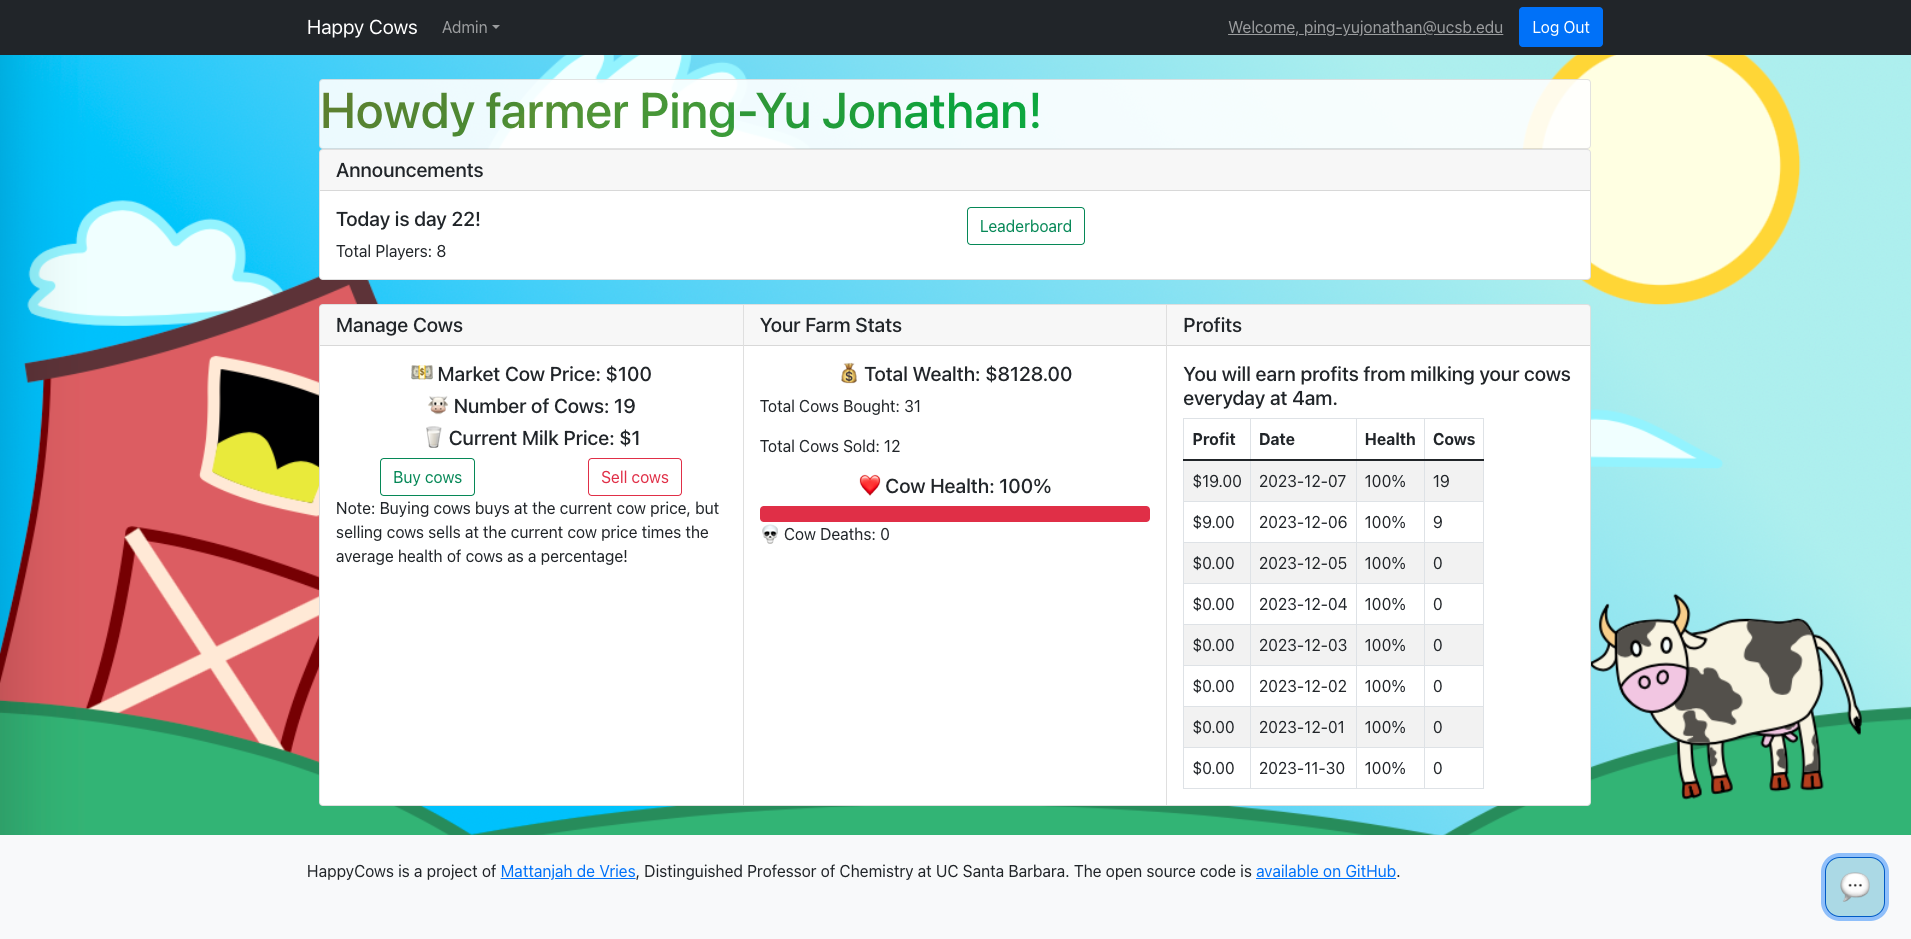 Happy Cows Admin Welcome, ping-yujonathan@ucsb.edu Log Out
Howdy farmer Ping-Yu Jonathan!
Announcements
Today is day 22!
Leaderboard
Total Players: 8
Manage Cows
Market Cow Price: $100
Number of Cows: 19
Current Milk Price: $1
Buy cows Sell cows
Note: Buying cows buys at the current cow price, but
selling cows sells at the current cow price times the
average health of cows as a percentage!
Your Farm Stats
Total Wealth: $8128.00
Total Cows Bought: 31
Total Cows Sold: 12
Cow Health: 100%
Cow Deaths: 0
Profits
You will earn profits from milking your cows
everyday at 4am.
Profit Date Health Cows
$19.00 2023-12-07 100% 19
$9.00 2023-12-06 100% 9
$0.00 2023-12-05 100% 0
$0.00 2023-12-04 100% 0
$0.00 2023-12-03 100% 0
$0.00 2023-12-02 100% 0
$0.00 2023-12-01 100% 0
$0.00 2023-11-30 100% 0
HappyCows is a project of Mattanjah de Vries, Distinguished Professor of Chemistry at UC Santa Barbara. The open source code is available on GitHub.